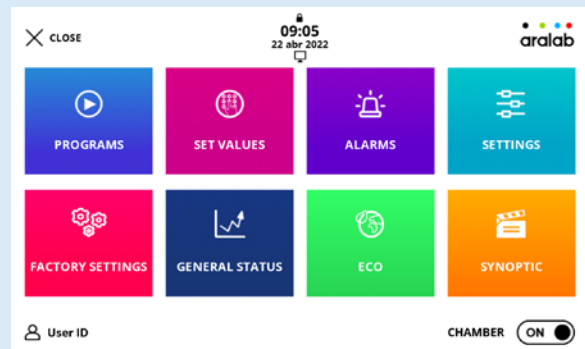 CLOSE
09:05
22 abr 2022
aralab
PROGRAMS
SET VALUES
ALARMS
SETTINGS
FACTORY SETTINGS
GENERAL STATUS
ECO
SYNOPTIC
User ID
CHAMBER ON